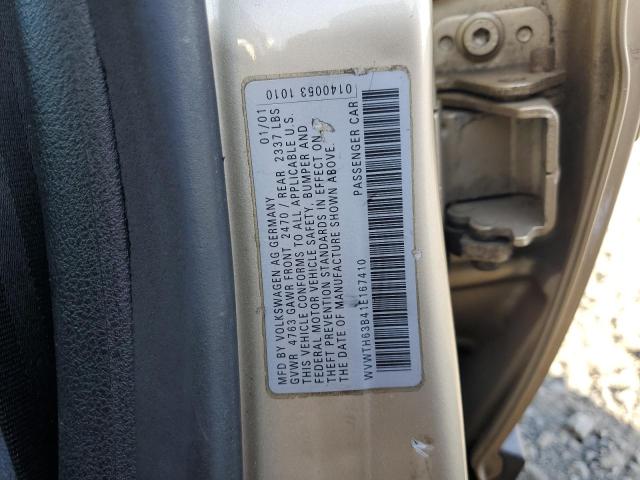 MFD BY VOLKSWAGEN AG GERMANY 01/01 0140053 1010
GVWR 4763 GAWR FRONT 2470 / REAR 2337 LBS
THIS VEHICLE CONFORMS TO ALL APPLICABLE U.S.
FEDERAL MOTOR VEHICLE SAFETY, BUMPER AND
THEFT PREVENTION STANDARDS IN EFFECT ON
THE DATE OF MANUFACTURE SHOWN ABOVE.
PASSENGER CAR
WVWTH63B41E167410